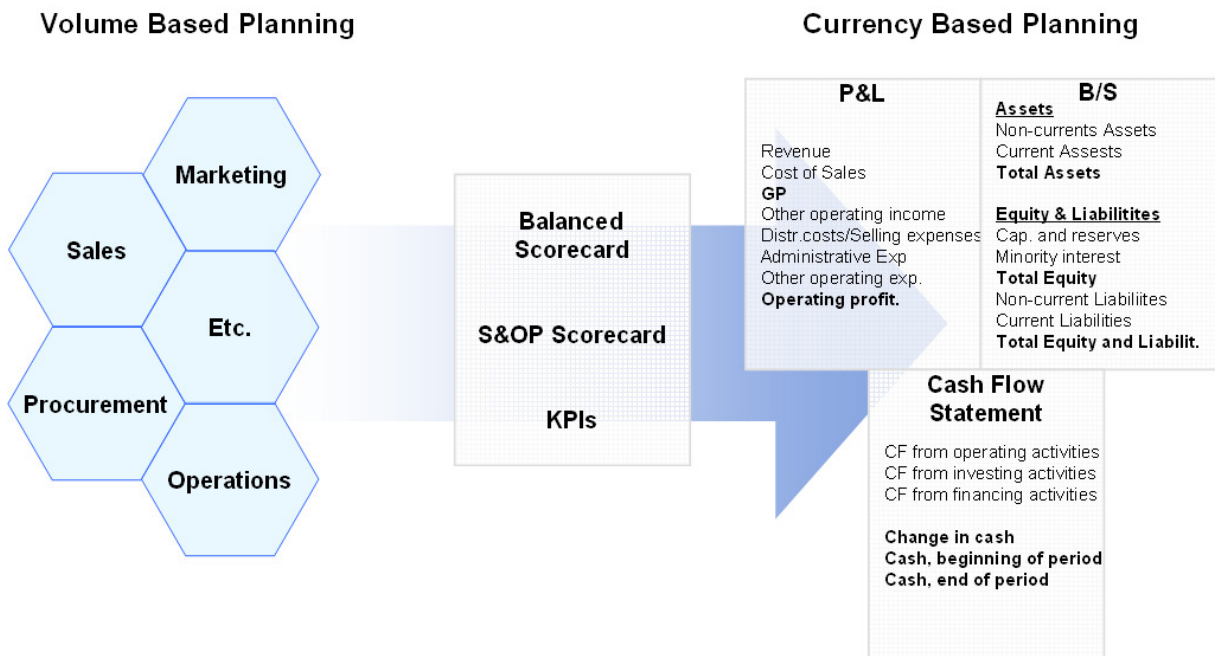 Volume Based Planning
Marketing
Sales
Etc.
Procurement
Operations
Balanced
Scorecard
S&OP Scorecard
KPIs
Currency Based Planning
P&L
Revenue
Cost of Sales
GP
Other operating income
Distr.costs/Selling expenses
Administrative Exp
Other operating exp.
Operating profit.
B/S
Assets
Non-currents Assets
Current Assests
Total Assets
Equity & Liabilitites
Cap. and reserves
Minority interest
Total Equity
Non-current Liabiliites
Current Liabilities
Total Equity and Liabilit.
Cash Flow
Statement
CF from operating activities
CF from investing activities
CF from financing activities
Change in cash
Cash, beginning of period
Cash, end of period